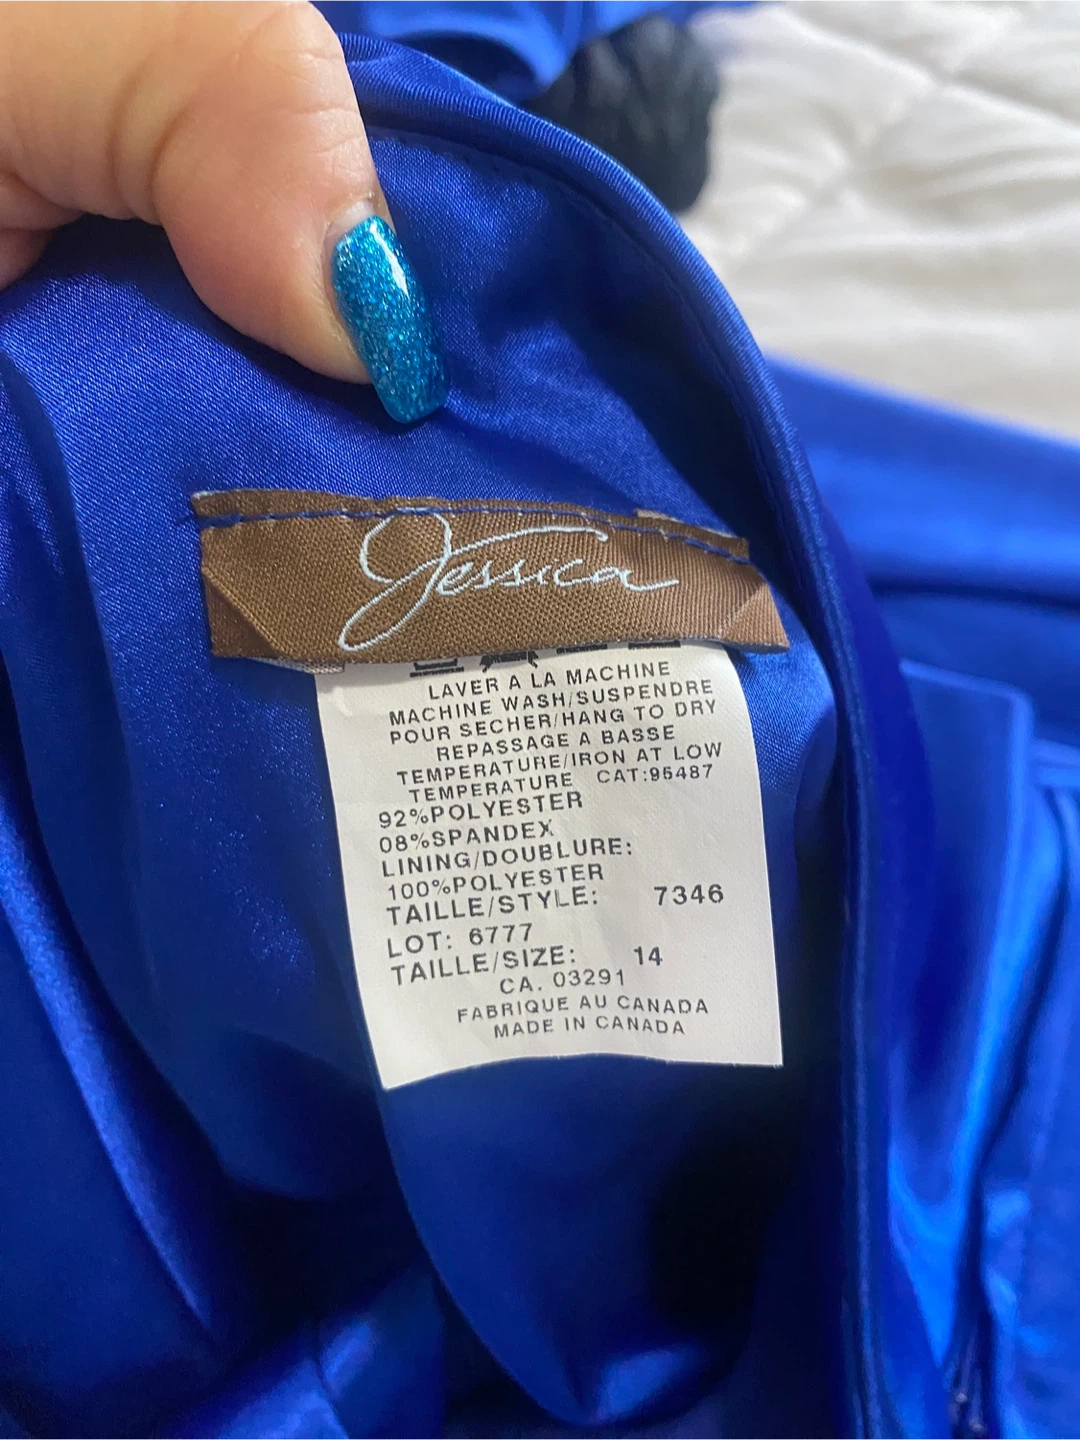 Jessica
LAVER A LA MACHINE
MACHINE WASH/SUSPENDRE
POUR SECHER/HANG TO DRY
REPASSAGE A BASSE
TEMPERATURE/IRON AT LOW
TEMPERATURE CAT:95487
92%POLYESTER
08%SPANDEX
LINING/DOUBLURE:
100%POLYESTER
TAILLE/STYLE: 7346
LOT: 6777
TAILLE/SIZE: 14
CA. 03291
FABRIQUE AU CANADA
MADE IN CANADA